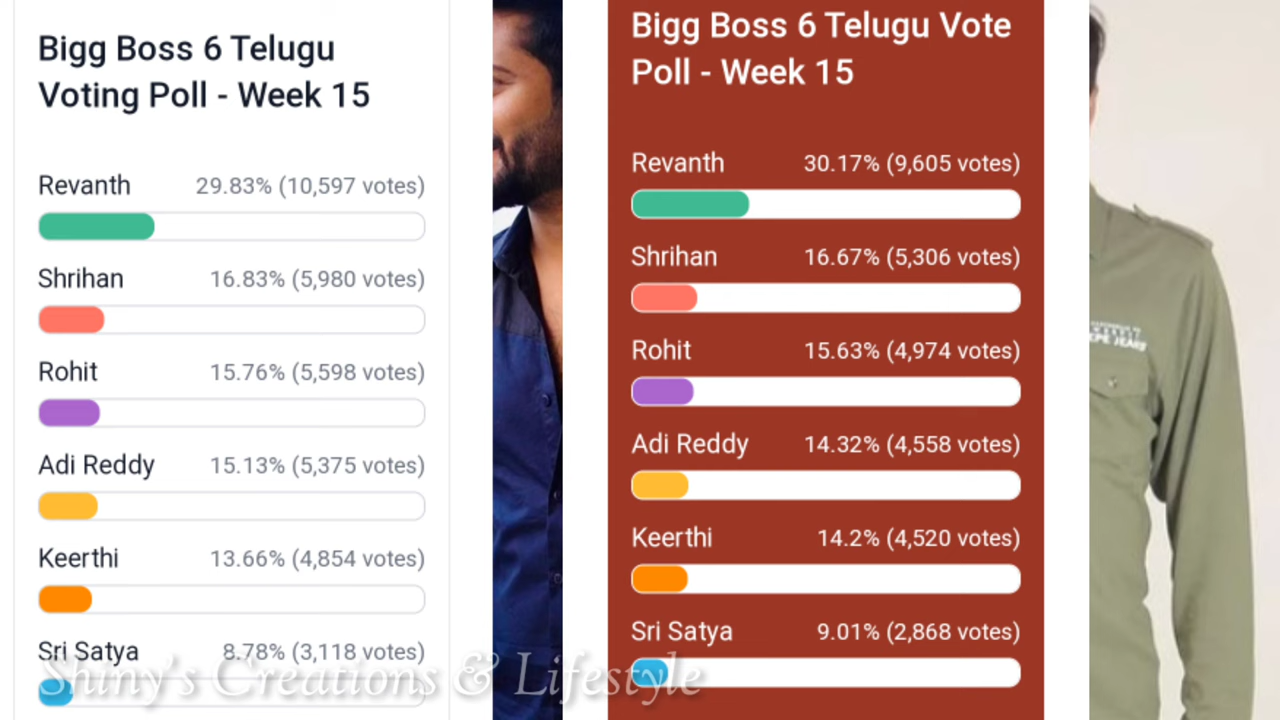 Bigg Boss 6 Telugu
Voting Poll - Week 15
Revanth 29.83% (10,597 votes)
Shrihan 16.83% (5,980 votes)
Rohit 15.76% (5,598 votes)
Adi Reddy 15.13% (5,375 votes)
Keerthi 13.66% (4,854 votes)
Sri Satya 8.78% (3,118 votes)
Bigg Boss 6 Telugu Vote
Poll - Week 15
Revanth 30.17% (9,605 votes)
Shrihan 16.67% (5,306 votes)
Rohit 15.63% (4,974 votes)
Adi Reddy 14.32% (4,558 votes)
Keerthi 14.2% (4,520 votes)
Sri Satya 9.01% (2,868 votes)
Shiny's Creations & Lifestyle
JEANS